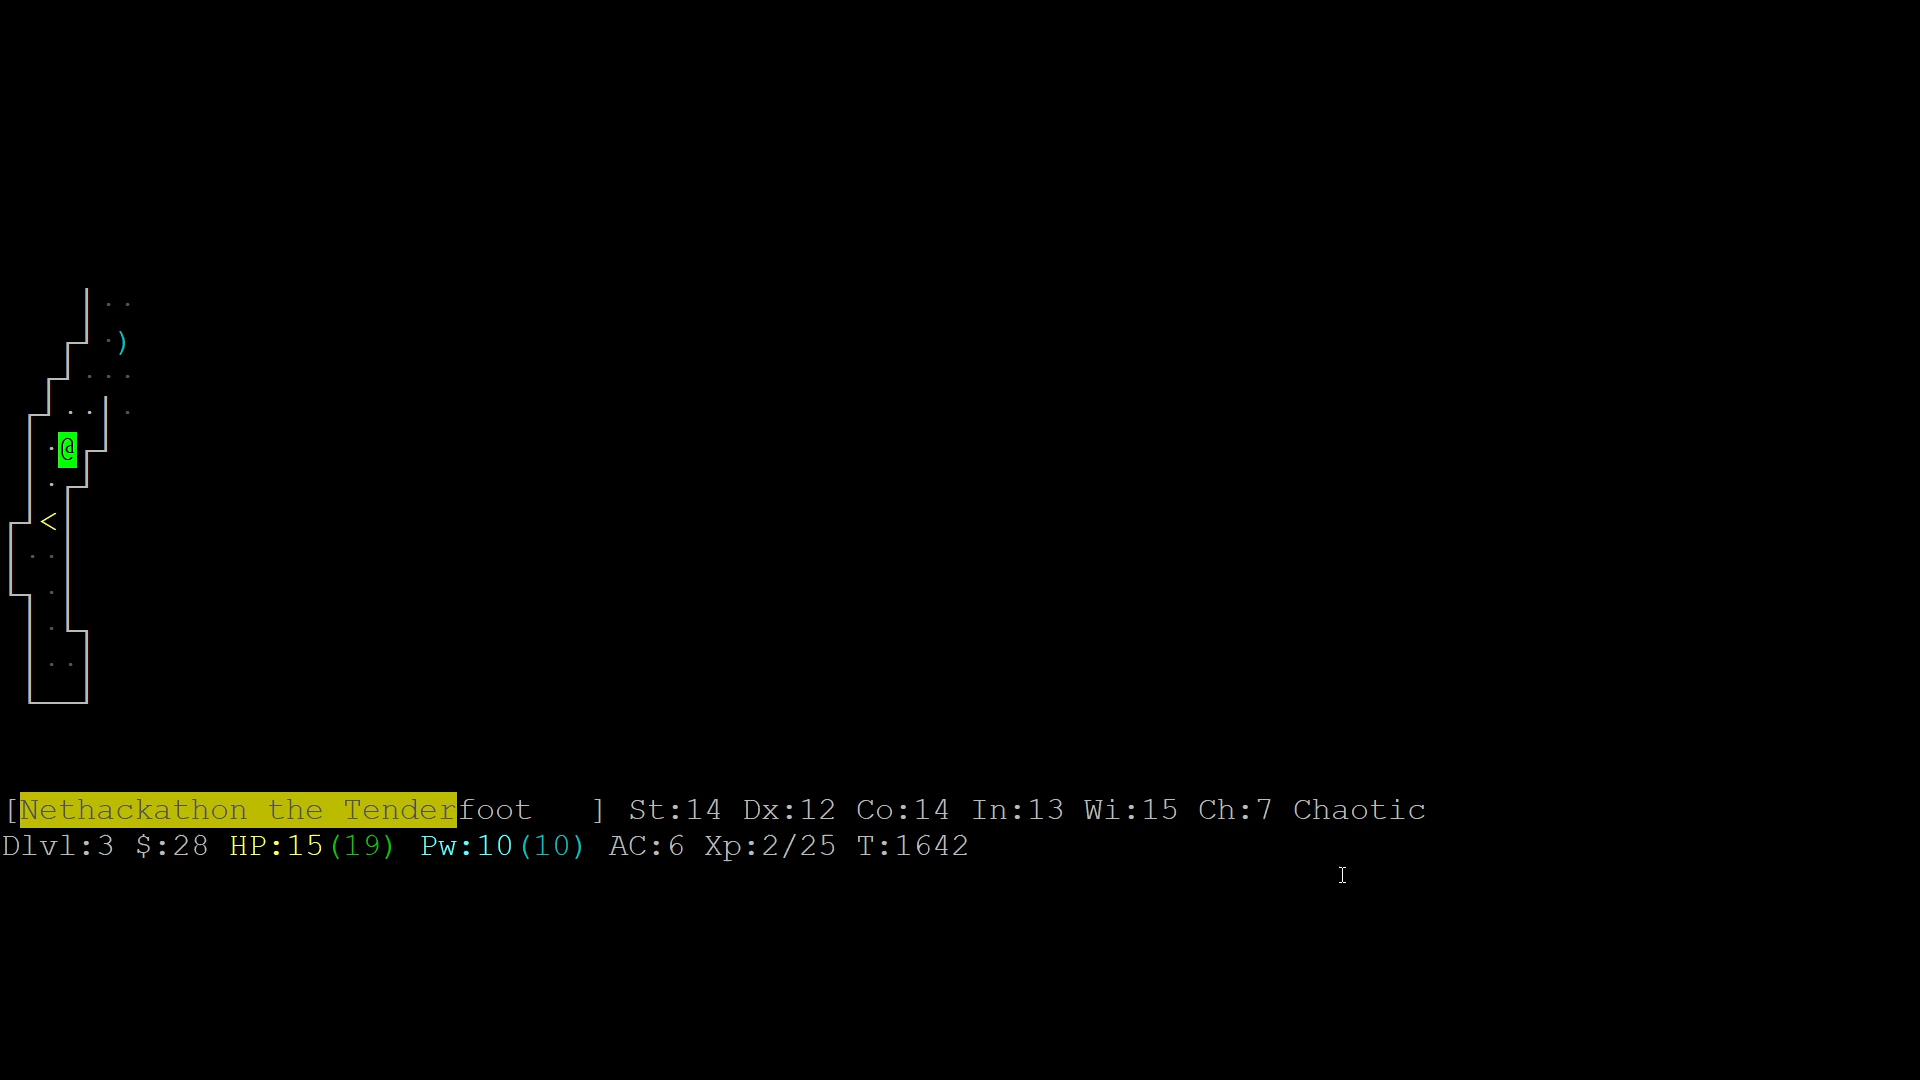 . .
. )
. . .
. . .
. @
.
<
. .
.
.
. .
[Nethackathon the Tenderfoot ] St:14 Dx:12 Co:14 In:13 Wi:15 Ch:7 Chaotic
Dlvl:3 $:28 HP:15(19) Pw:10(10) AC:6 Xp:2/25 T:1642